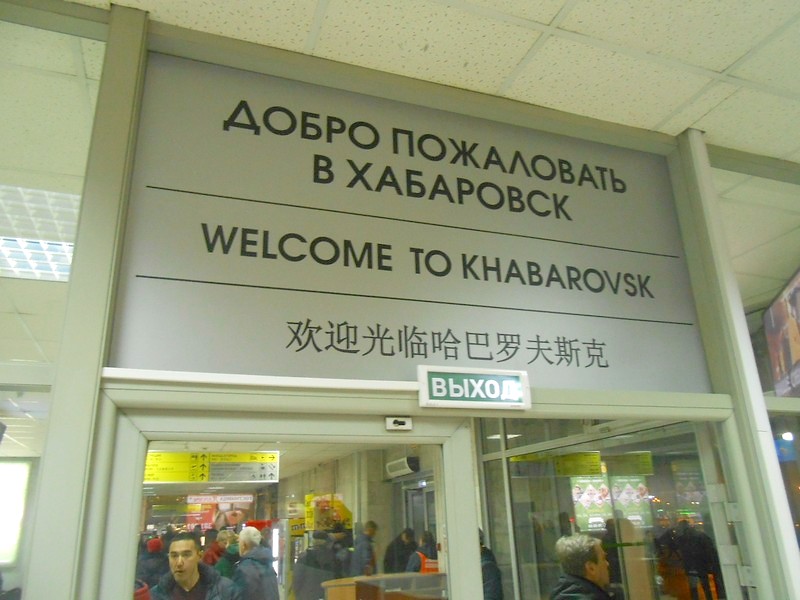 ДОБРО ПОЖАЛОВАТЬ
В ХАБАРОВСК
WELCOME TO KHABAROVSK
欢迎光临哈巴罗夫斯克
ВЫХОД